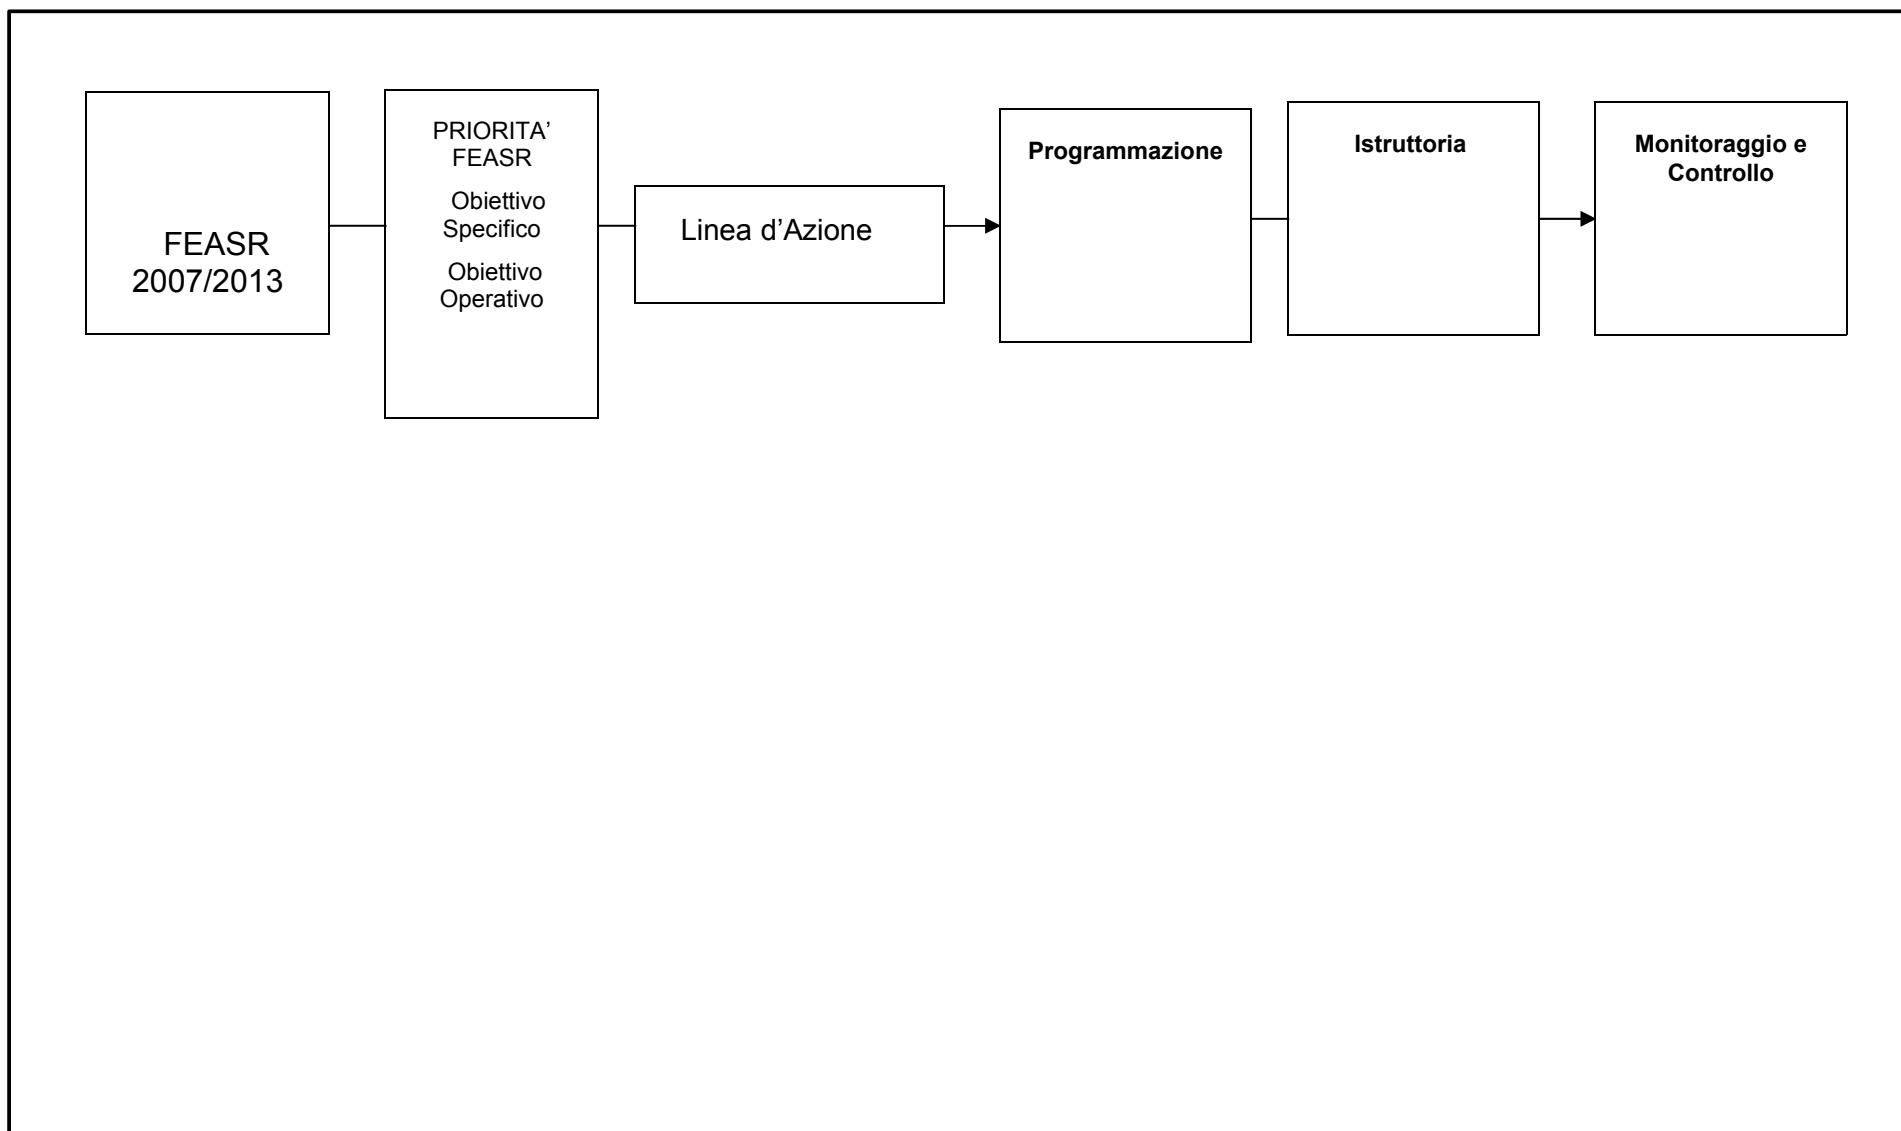 FEASR
2007/2013
PRIORITA’
FEASR
Obiettivo
Specifico
Obiettivo
Operativo
Linea d’Azione
Programmazione
Istruttoria
Monitoraggio e
Controllo